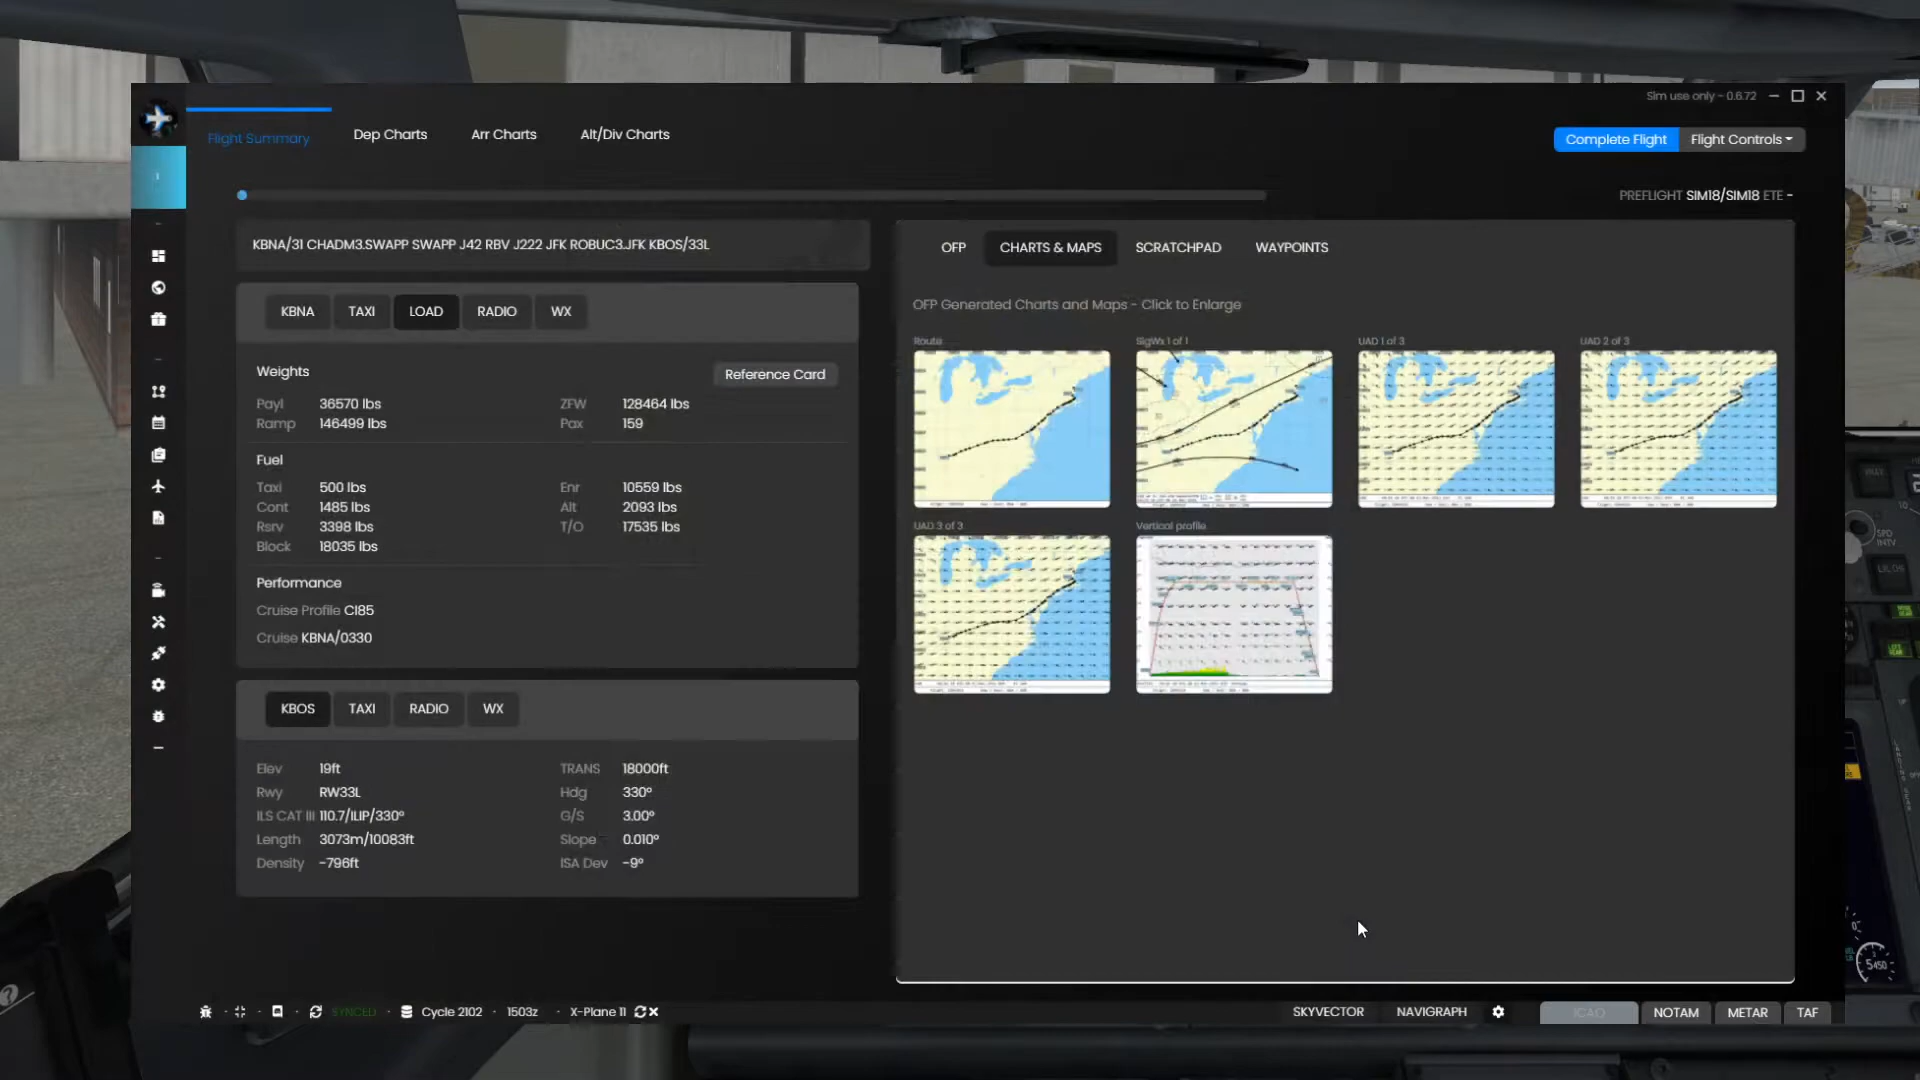 Sim use only - 0.6.72
Flight Summary
Dep Charts
Arr Charts
Alt/Div Charts
Complete Flight
Flight Controls
PREFLIGHT SIM18/SIM18 ETE -
KBNA/31 CHADM3.SWAPP SWAPP J42 RBV J222 JFK ROBUC3.JFK KBOS/33L
KBNA TAXI LOAD RADIO WX
Weights
Reference Card
Payl 36570 lbs ZFW 128464 lbs
Ramp 146499 lbs Pax 159
Fuel
Taxi 500 lbs Enr 10559 lbs
Cont 1485 lbs Alt 2093 lbs
Rsrv 3398 lbs T/O 17535 lbs
Block 18035 lbs
Performance
Cruise Profile CI85
Cruise KBNA/0330
KBOS TAXI RADIO WX
Elev 19ft TRANS 18000ft
Rwy RW33L Hdg 330°
ILS CAT III 110.7/ILIP/330° G/S 3.00°
Length 3073m/10083ft Slope 0.010°
Density -796ft ISA Dev -9°
OFP CHARTS & MAPS SCRATCHPAD WAYPOINTS
OFP Generated Charts and Maps - Click to Enlarge
Route SigWx 1 of 1 UAD 1 of 3 UAD 2 of 3
UAD 3 of 3 Vertical profile
SYNCED Cycle 2102 1503z X-Plane 11
SKYVECTOR NAVIGRAPH ICAO NOTAM METAR TAF
SPD
INTV
5450